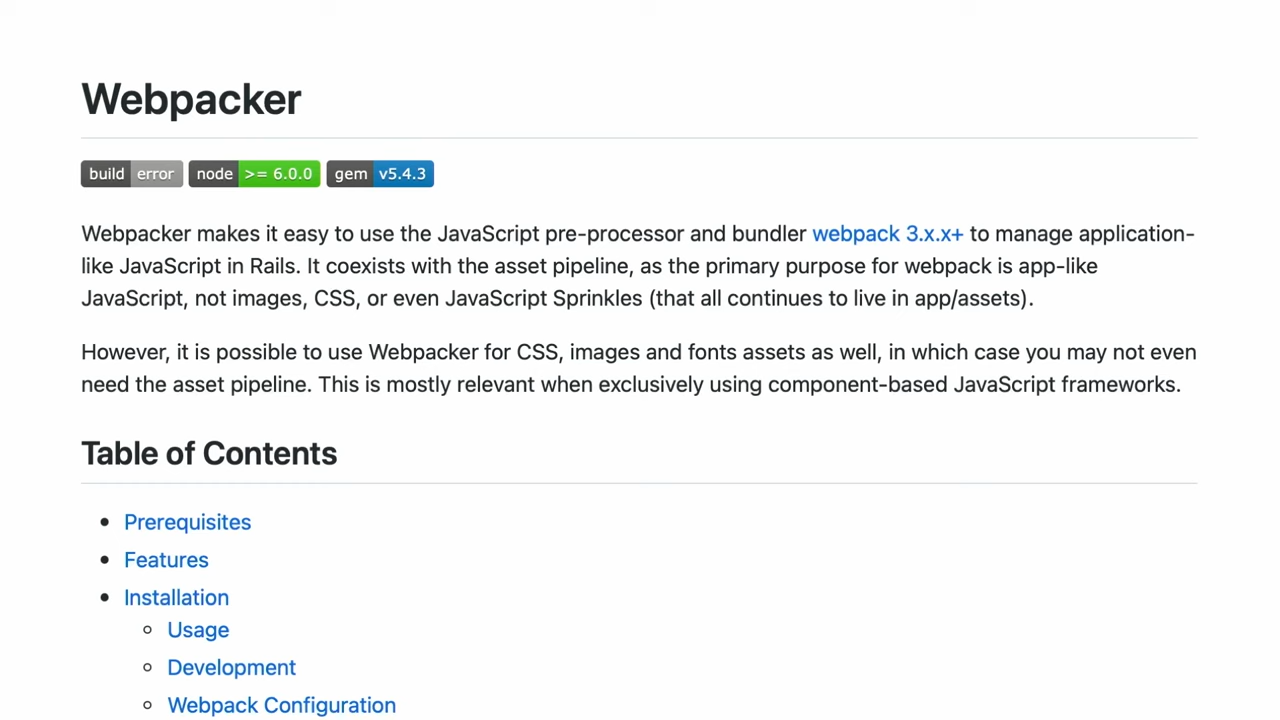 Webpacker
build error node >= 6.0.0 gem v5.4.3
Webpacker makes it easy to use the JavaScript pre-processor and bundler webpack 3.x.x+ to manage application-
like JavaScript in Rails. It coexists with the asset pipeline, as the primary purpose for webpack is app-like
JavaScript, not images, CSS, or even JavaScript Sprinkles (that all continues to live in app/assets).
However, it is possible to use Webpacker for CSS, images and fonts assets as well, in which case you may not even
need the asset pipeline. This is mostly relevant when exclusively using component-based JavaScript frameworks.
Table of Contents
Prerequisites
Features
Installation
Usage
Development
Webpack Configuration